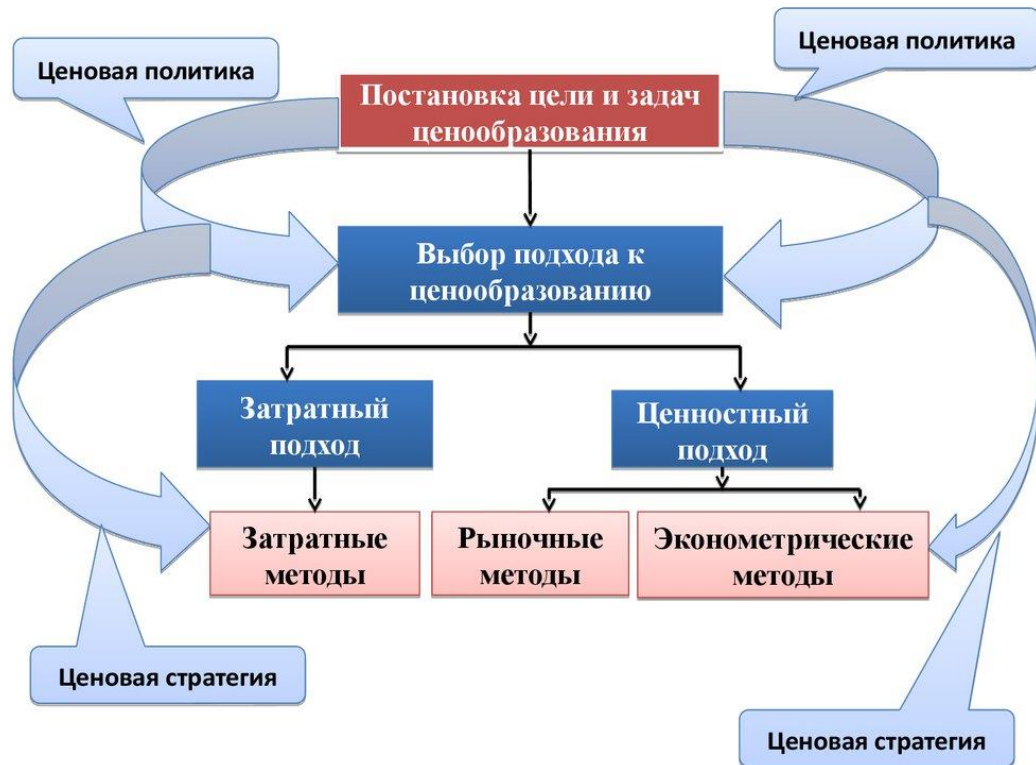 Ценовая политика
Ценовая политика
Постановка цели и задач
ценообразования
Выбор подхода к
ценообразованию
Затратный
подход
Ценностный
подход
Затратные
методы
Рыночные
методы
Эконометрические
методы
Ценовая стратегия
Ценовая стратегия